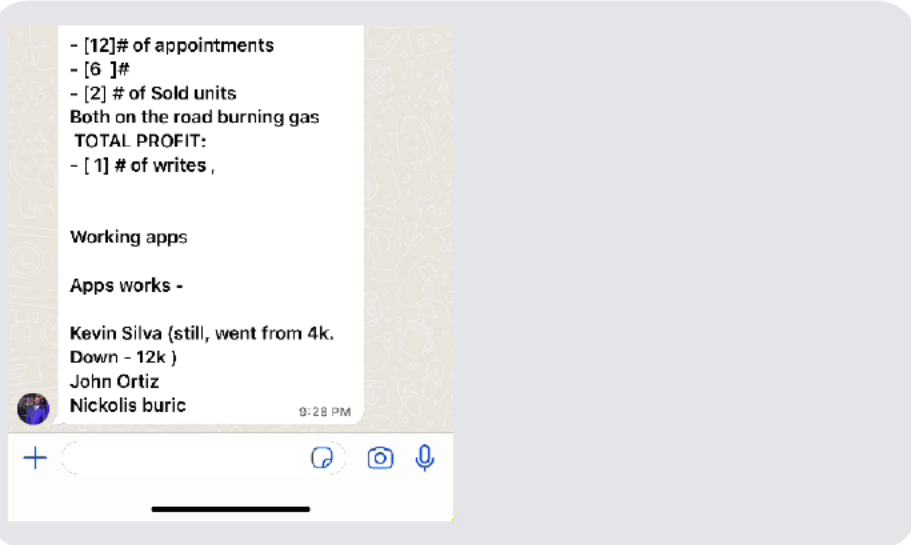 - [12]# of appointments
- [6  ]#
- [2] # of Sold units
Both on the road burning gas
TOTAL PROFIT:
- [ 1] # of writes ,
Working apps
Apps works -
Kevin Silva (still, went from 4k.
Down - 12k )
John Ortiz
Nickolis buric
9:28 PM